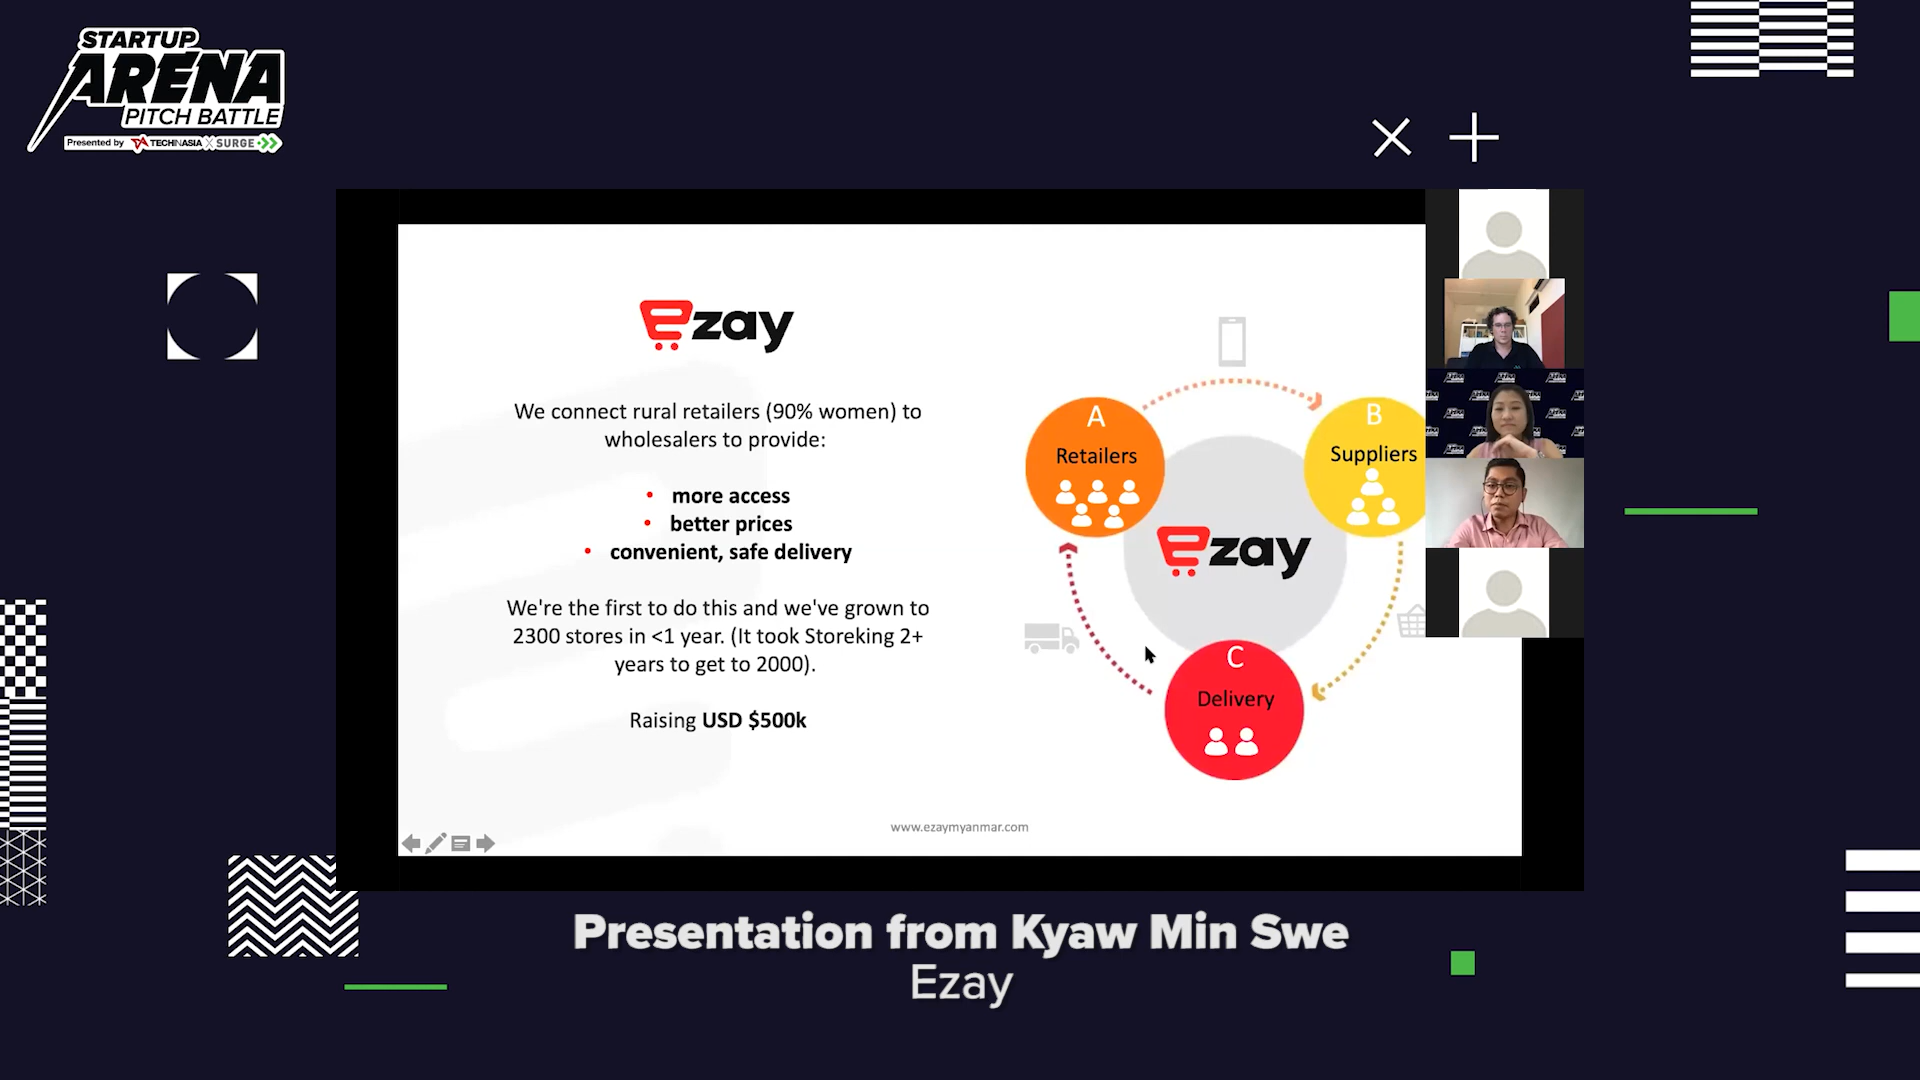 STARTUP
ARENA
PITCH BATTLE
Presented by TECHINASIA X SURGE
Ezay
We connect rural retailers (90% women) to
wholesalers to provide:
• more access
• better prices
• convenient, safe delivery
We're the first to do this and we've grown to
2300 stores in <1 year. (It took Storeking 2+
years to get to 2000).
Raising USD $500k
A
Retailers
B
Suppliers
Ezay
C
Delivery
www.ezaymyanmar.com
Presentation from Kyaw Min Swe
Ezay